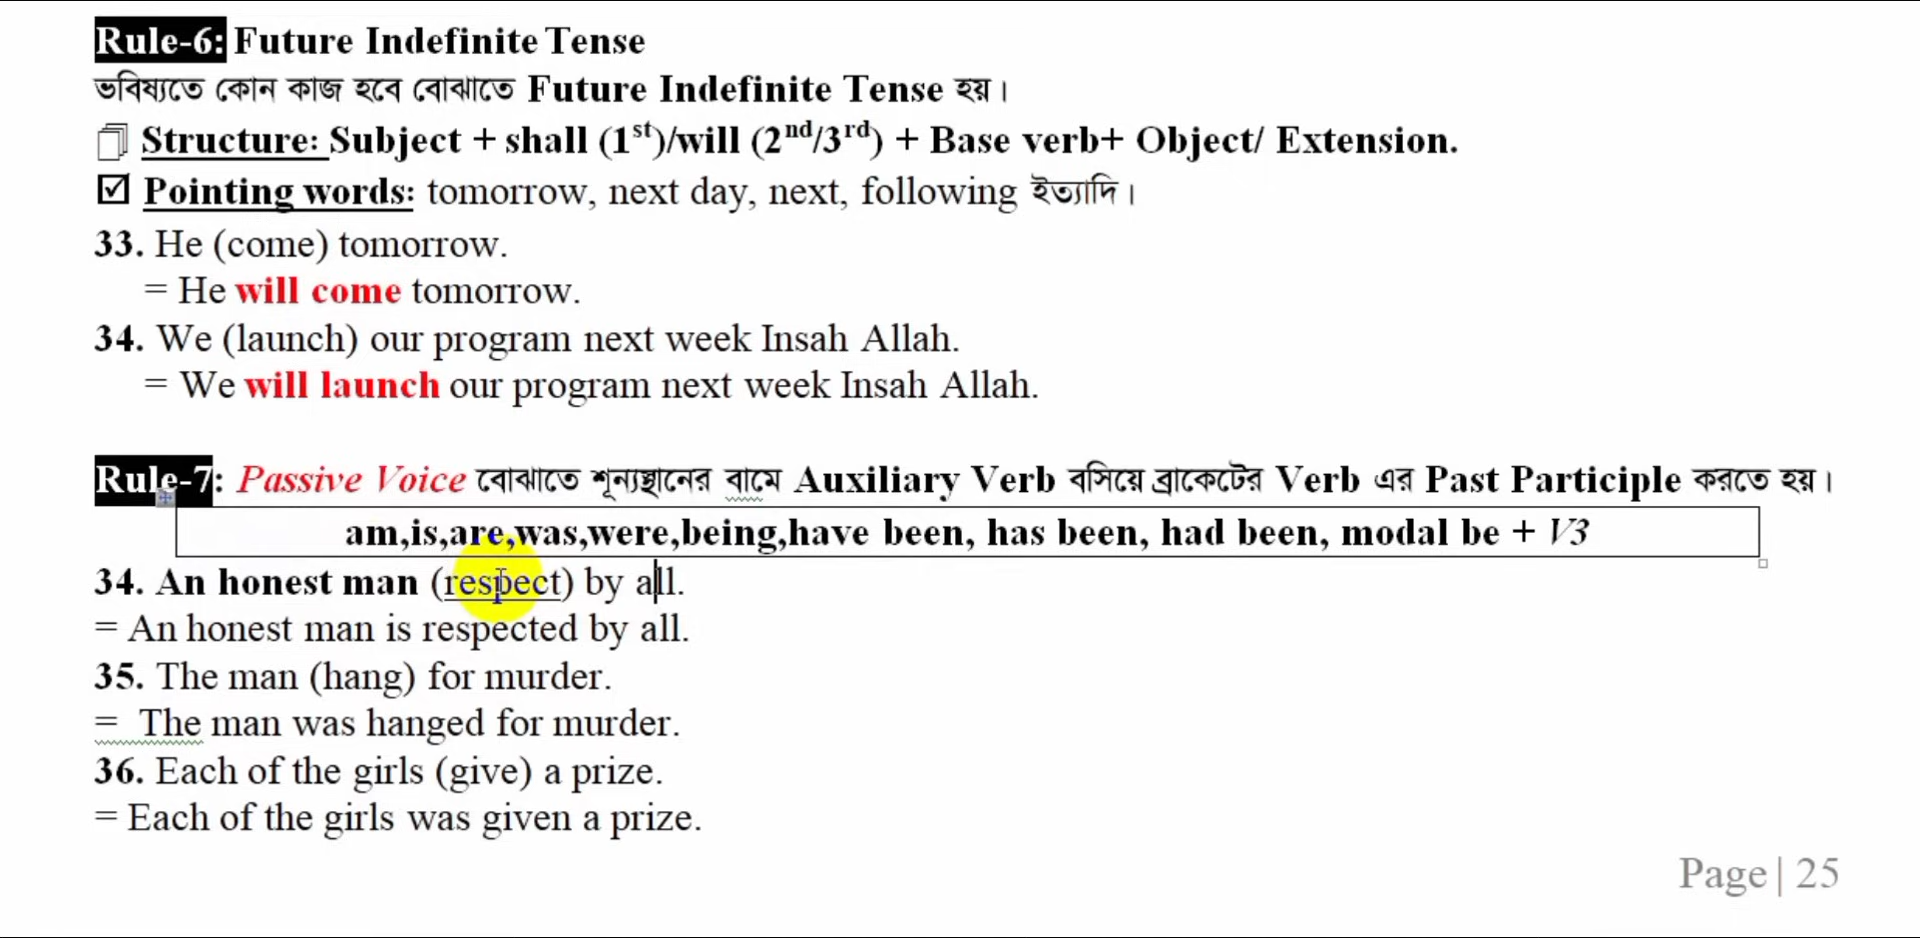 Rule-6: Future Indefinite Tense
ভবিষ্যতে কোন কাজ হবে বোঝাতে Future Indefinite Tense হয়।
Structure: Subject + shall (1st)/will (2nd/3rd) + Base verb+ Object/ Extension.
Pointing words: tomorrow, next day, next, following ইত্যাদি।
33. He (come) tomorrow.
= He will come tomorrow.
34. We (launch) our program next week Insah Allah.
= We will launch our program next week Insah Allah.
Rule-7: Passive Voice বোঝাতে শূন্যস্থানের বামে Auxiliary Verb বসিয়ে ব্রাকেটের Verb এর Past Participle করতে হয়।
am,is,are,was,were,being,have been, has been, had been, modal be + V3
34. An honest man (respect) by all.
= An honest man is respected by all.
35. The man (hang) for murder.
= The man was hanged for murder.
36. Each of the girls (give) a prize.
= Each of the girls was given a prize.
Page | 25